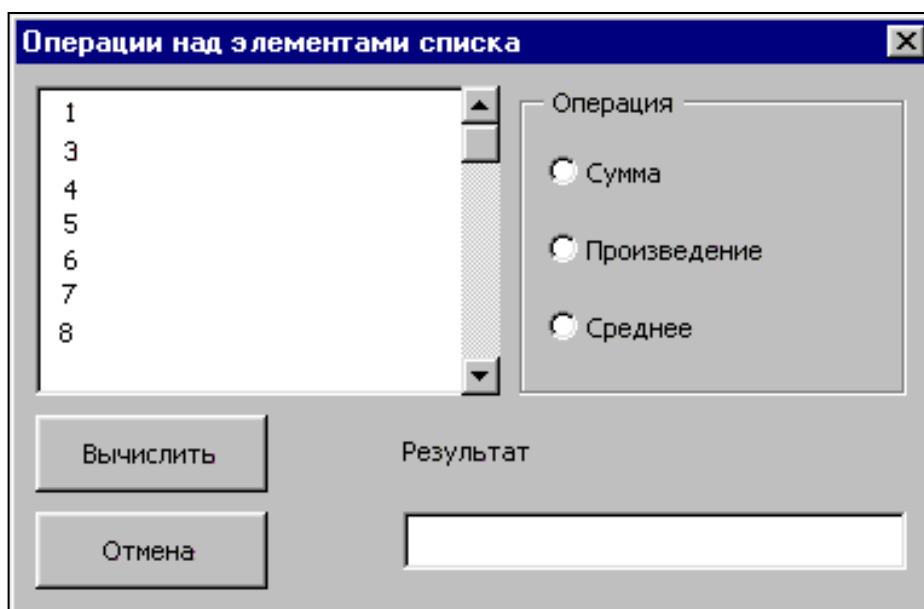 Операции над элементами списка
1
3
4
5
6
7
8
Операция
Сумма
Произведение
Среднее
Вычислить
Результат
Отмена